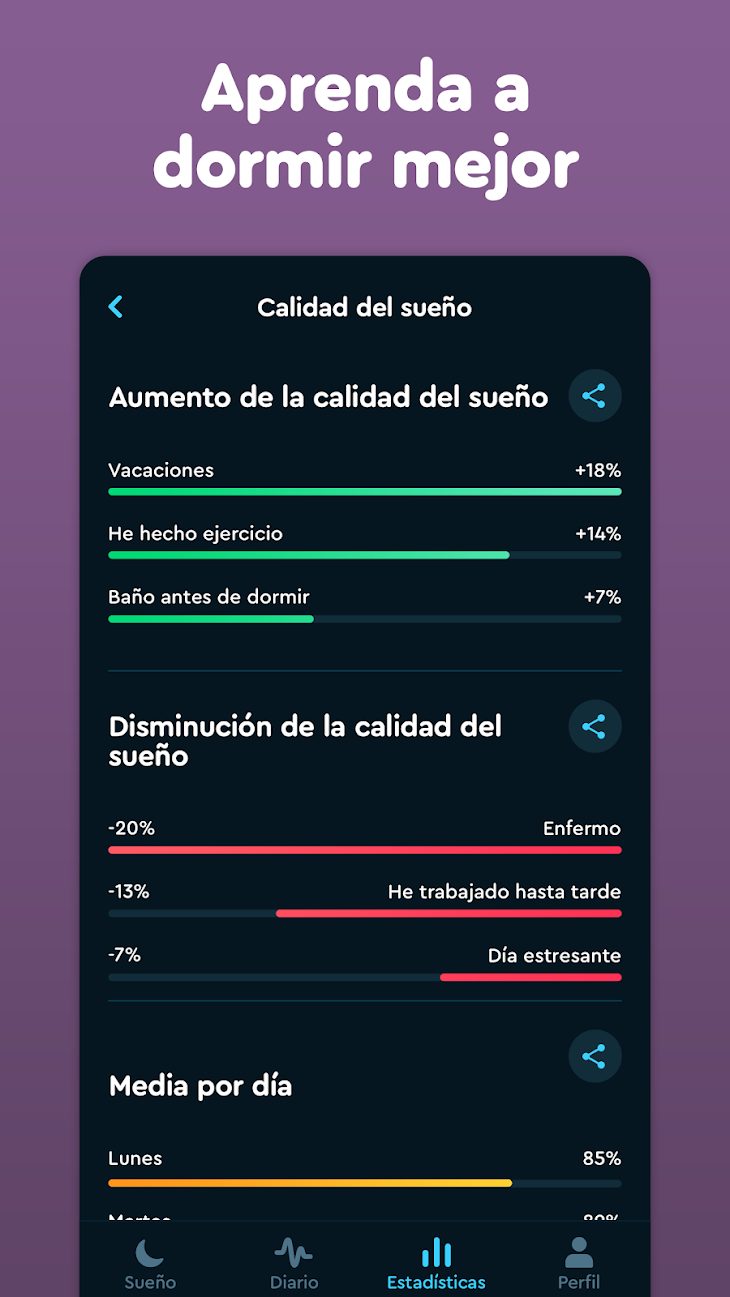 Aprenda a
dormir mejor
Calidad del sueño
Aumento de la calidad del sueño
Vacaciones +18%
He hecho ejercicio +14%
Baño antes de dormir +7%
Disminución de la calidad del
sueño
-20% Enfermo
-13% He trabajado hasta tarde
-7% Día estresante
Media por día
Lunes 85%
Martes
Sueño Diario Estadísticas Perfil